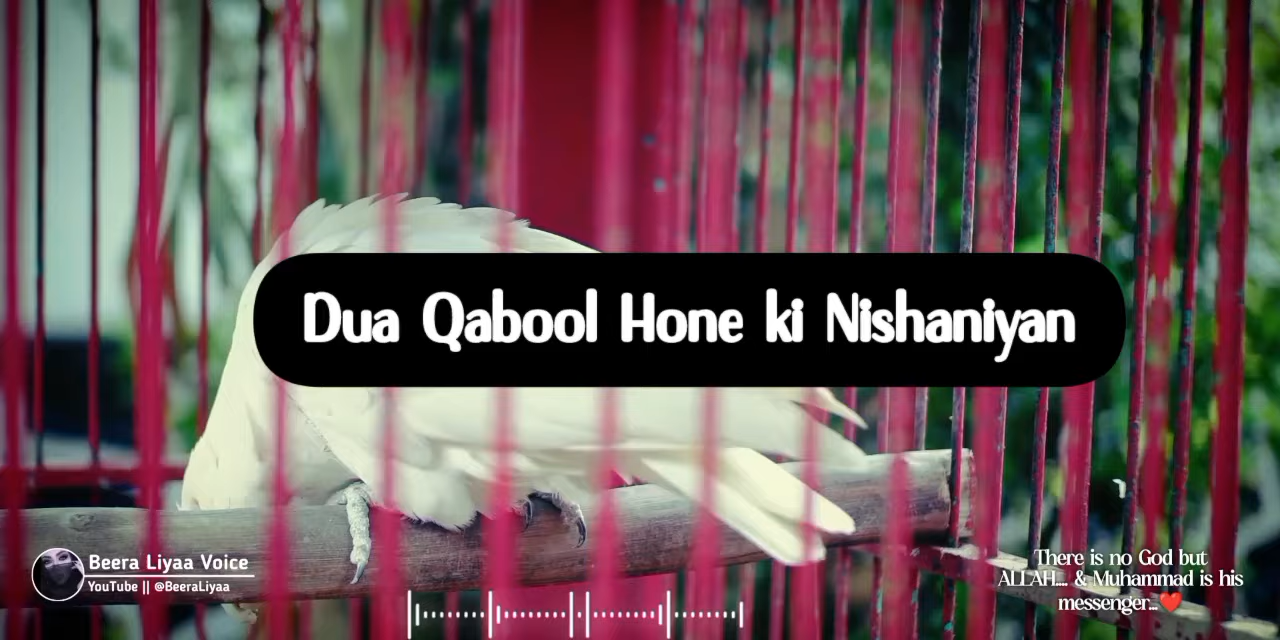 Dua Qabool Hone ki Nishaniyan
Beera Liyaa Voice
YouTube || @BeeraLiyaa
There is no God but
ALLAH.... & Muhammad is his
messenger...❤️